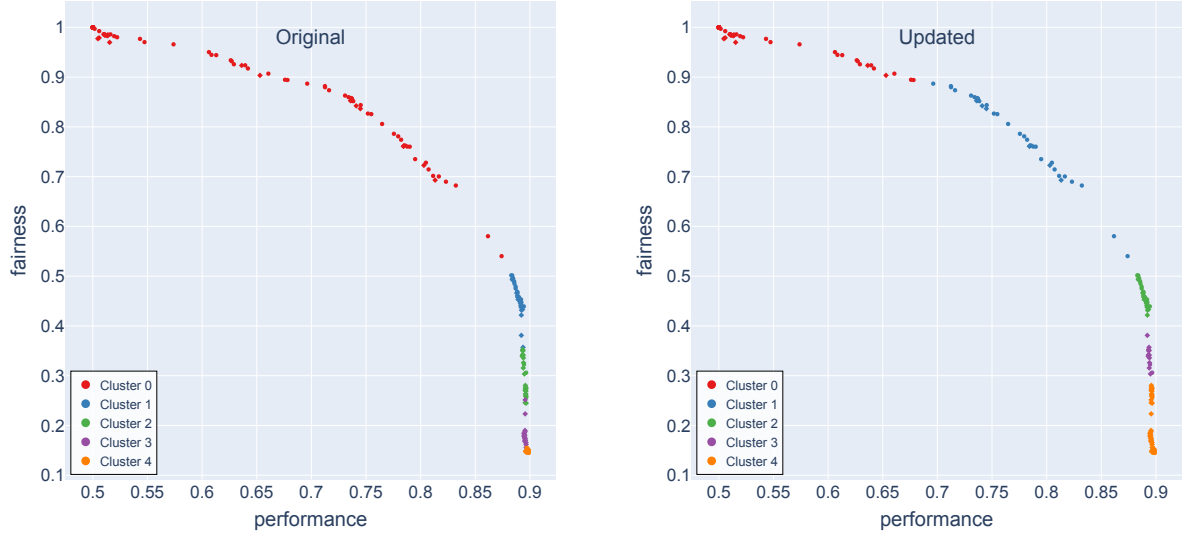 Original
fairness
1
0.9
0.8
0.7
0.6
0.5
0.4
0.3
0.2
0.1
Cluster 0
Cluster 1
Cluster 2
Cluster 3
Cluster 4
0.5 0.55 0.6 0.65 0.7 0.75 0.8 0.85 0.9
performance
Updated
fairness
1
0.9
0.8
0.7
0.6
0.5
0.4
0.3
0.2
0.1
Cluster 0
Cluster 1
Cluster 2
Cluster 3
Cluster 4
0.5 0.55 0.6 0.65 0.7 0.75 0.8 0.85 0.9
performance